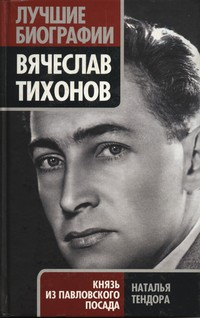 ЛУЧШИЕ
БИОГРАФИИ
ВЯЧЕСЛАВ
ТИХОНОВ
КНЯЗЬ
ИЗ ПАВЛОВСКОГО
ПОСАДА
НАТАЛЬЯ
ТЕНДОРА